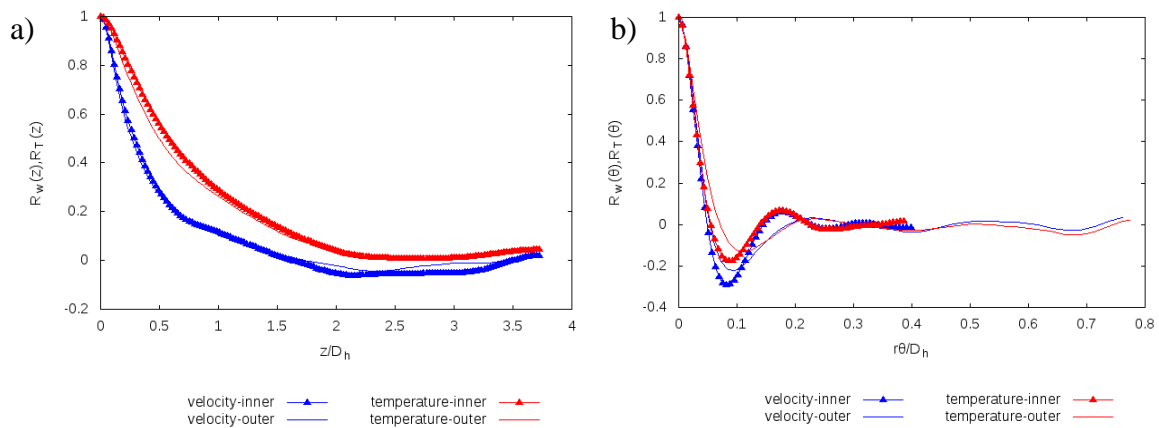 a)
R_w(z),R_T(z)
1
0.8
0.6
0.4
0.2
0
-0.2
0 0.5 1 1.5 2 2.5 3 3.5 4
z/D_h
velocity-inner temperature-inner
velocity-outer temperature-outer
b)
R_w(θ),R_T(θ)
1
0.8
0.6
0.4
0.2
0
-0.2
-0.4
0 0.1 0.2 0.3 0.4 0.5 0.6 0.7 0.8
rθ/D_h
velocity-inner temperature-inner
velocity-outer temperature-outer